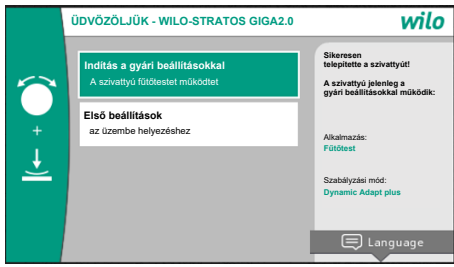 ÜDVÖZÖLJÜK - WILO-STRATOS GIGA2.0
wilo
Indítás a gyári beállításokkal
A szivattyú fűtőtestet működtet
Első beállítások
az üzembe helyezéshez
+
Sikeresen
telepítette a szivattyút!
A szivattyú jelenleg a
gyári beállításokkal működik:
Alkalmazás:
Fűtőtest
Szabályzási mód:
Dynamic Adapt plus
Language